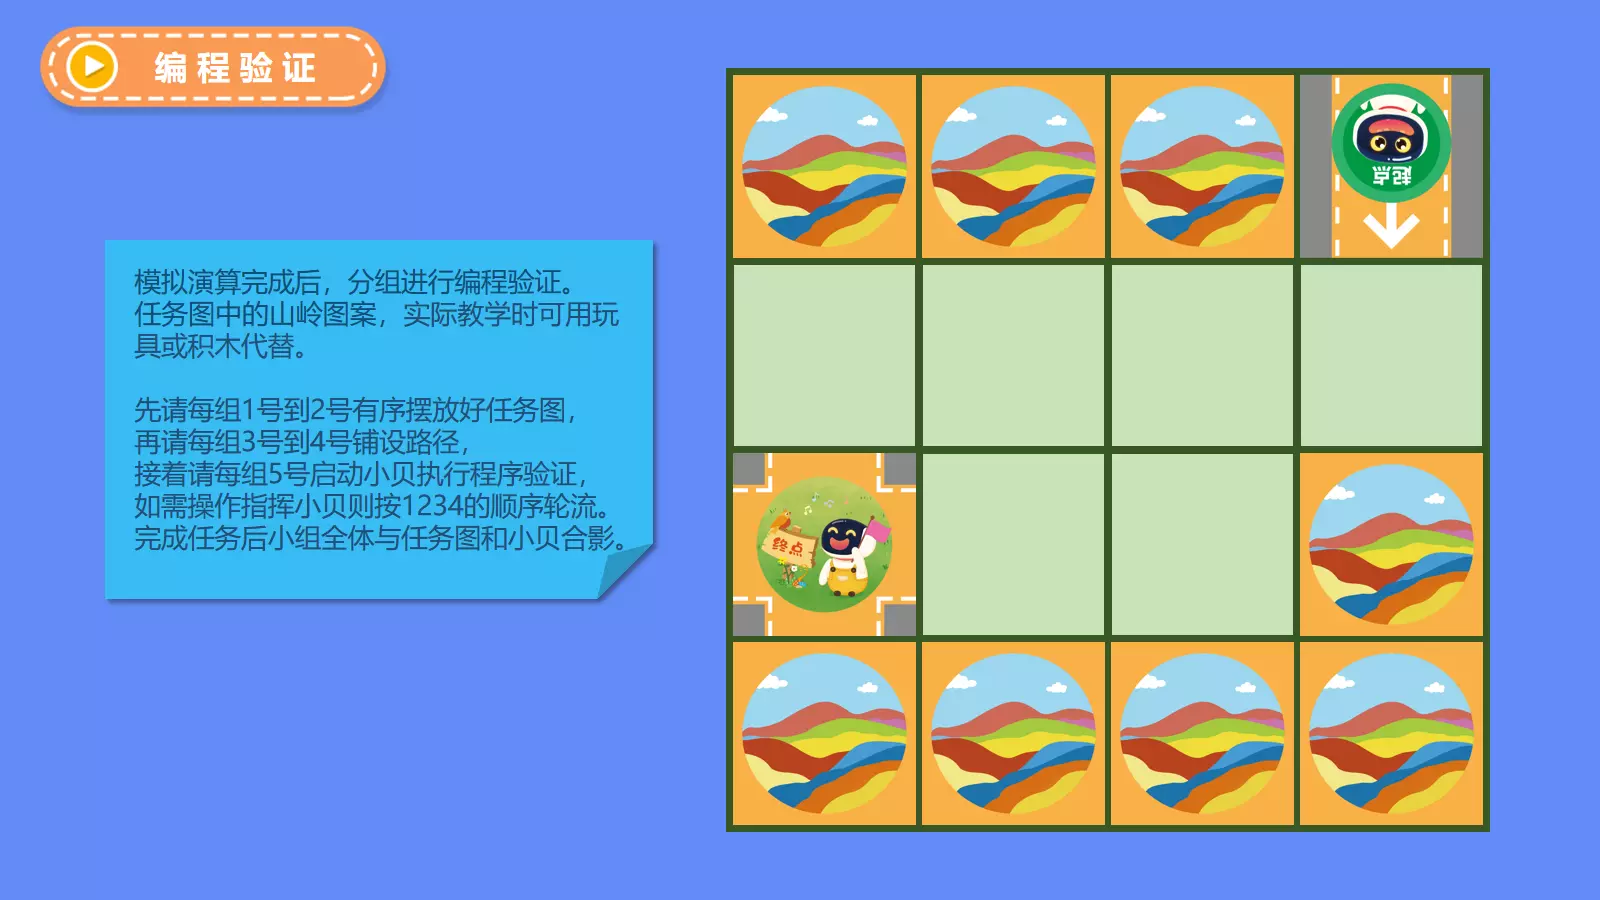 编程验证
模拟演算完成后，分组进行编程验证。
任务图中的山岭图案，实际教学时可用玩
具或积木代替。
先请每组1号到2号有序摆放好任务图，
再请每组3号到4号铺设路径，
接着请每组5号启动小贝执行程序验证，
如需操作指挥小贝则按1234的顺序轮流。
完成任务后小组全体与任务图和小贝合影。
起点
终点